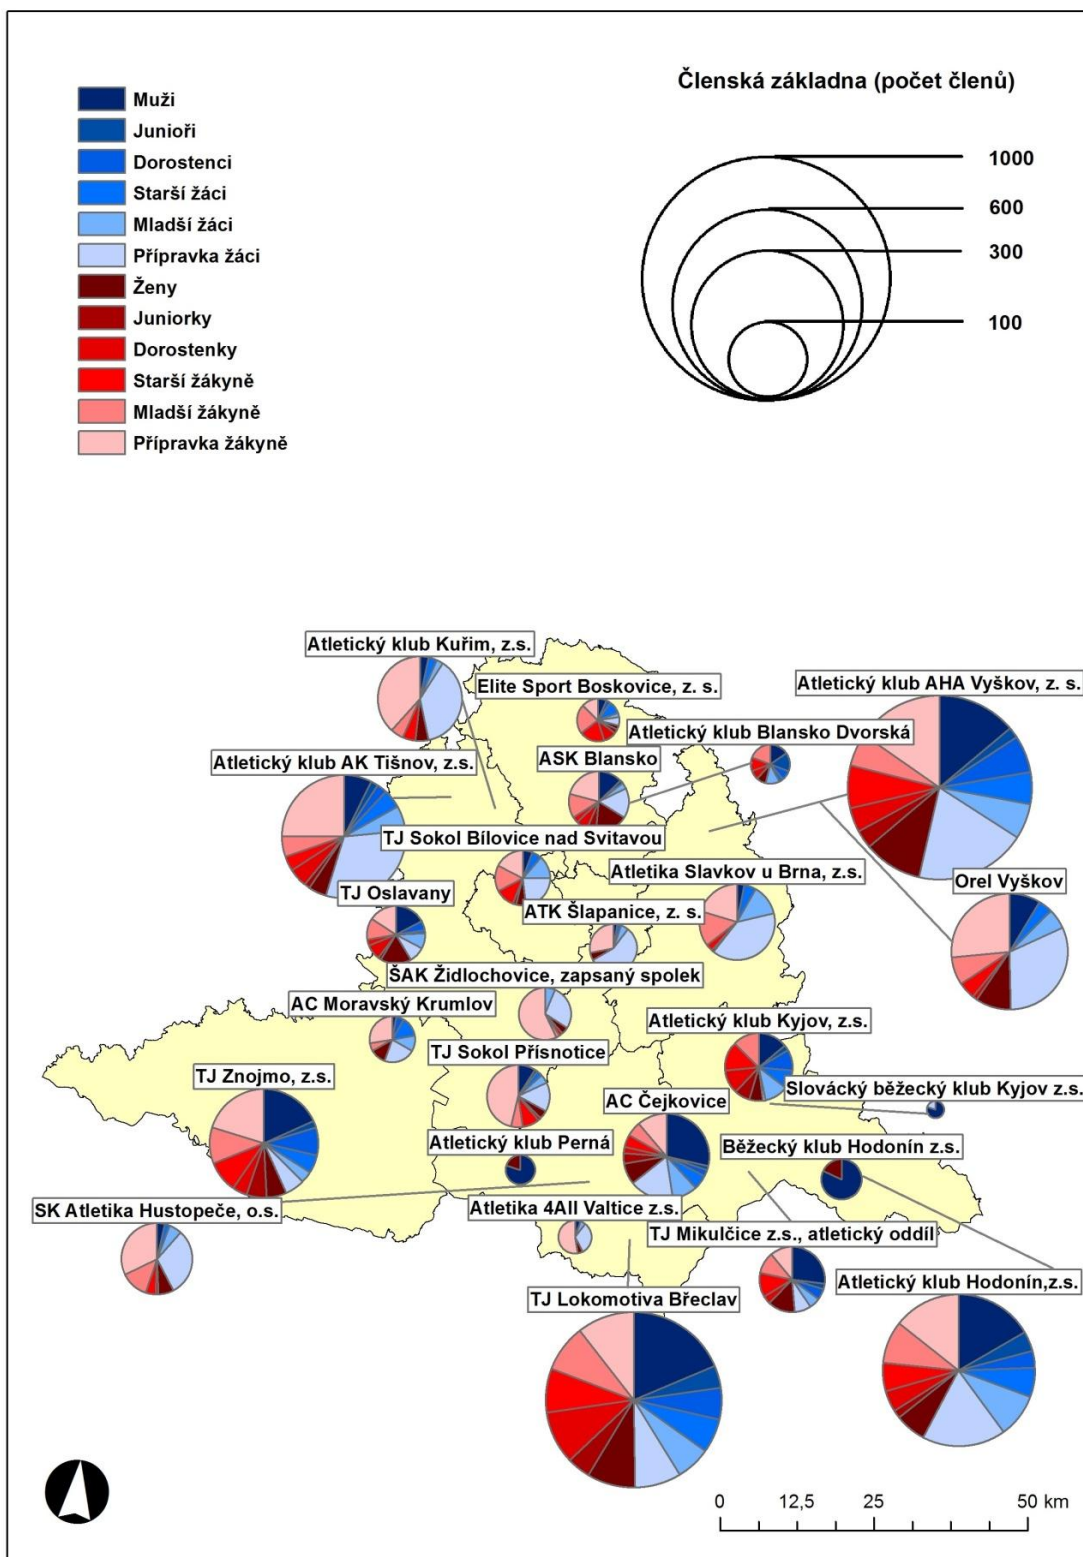 Členská základna (počet členů)
Muži
Junioři
Dorostenci
Starší žáci
Mladší žáci
Přípravka žáci
Ženy
Juniorky
Dorostenky
Starší žákyně
Mladší žákyně
Přípravka žákyně
1000
600
300
100
Atletický klub Kuřim, z.s.
Elite Sport Boskovice, z. s.
Atletický klub AHA Vyškov, z. s.
Atletický klub Blansko Dvorská
Atletický klub AK Tišnov, z.s.
ASK Blansko
TJ Sokol Bílovice nad Svitavou
Atletika Slavkov u Brna, z.s.
Orel Vyškov
TJ Oslavany
ATK Šlapanice, z. s.
ŠAK Židlochovice, zapsaný spolek
AC Moravský Krumlov
Atletický klub Kyjov, z.s.
TJ Sokol Přísnotice
TJ Znojmo, z.s.
Slovácký běžecký klub Kyjov z.s.
AC Čejkovice
Atletický klub Perná
Běžecký klub Hodonín z.s.
SK Atletika Hustopeče, o.s.
Atletika 4All Valtice z.s.
TJ Mikulčice z.s., atletický oddíl
Atletický klub Hodonín,z.s.
TJ Lokomotiva Břeclav
0 12,5 25 50 km